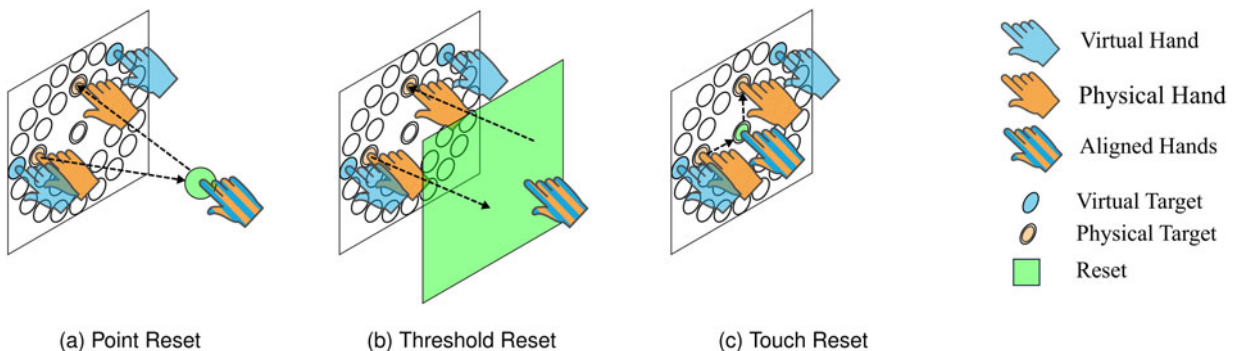 Virtual Hand
Physical Hand
Aligned Hands
Virtual Target
Physical Target
Reset
(a) Point Reset
(b) Threshold Reset
(c) Touch Reset